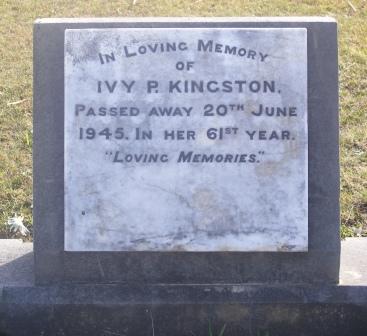 In Loving Memory
OF
IVY P. KINGSTON.
Passed away 20th June
1945. In her 61st year.
"Loving Memories."